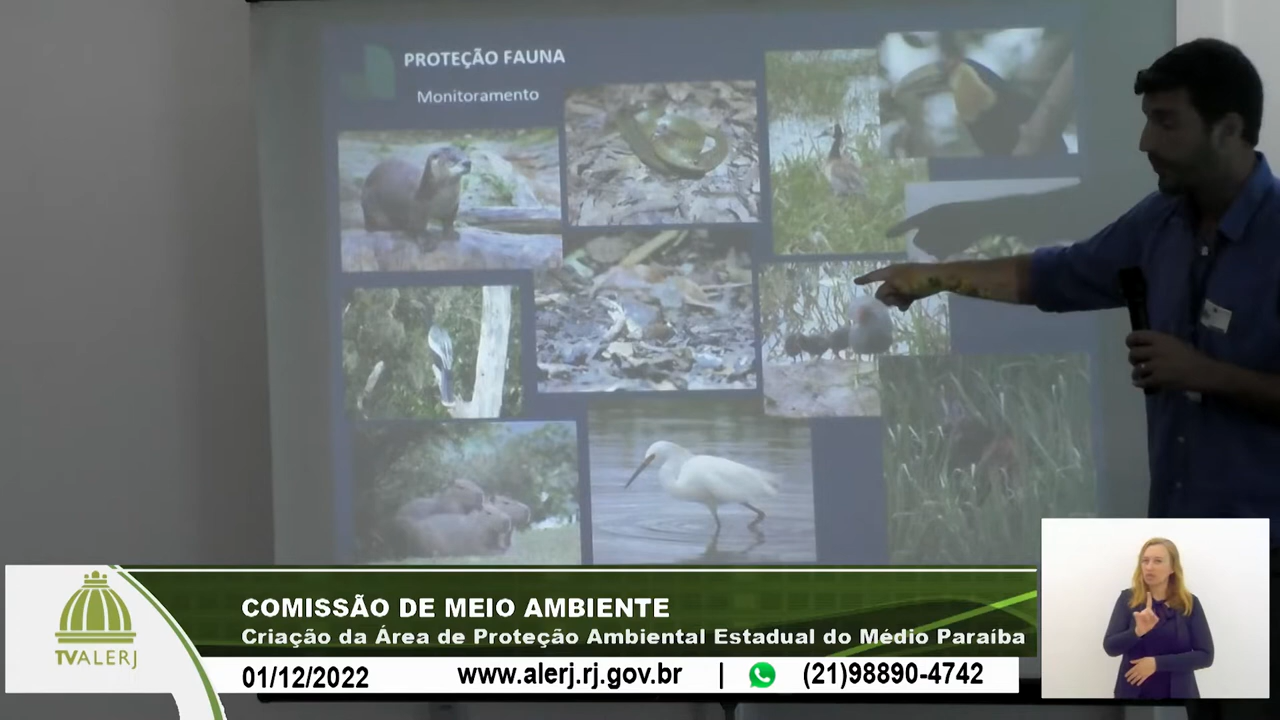 PROTEÇÃO FAUNA
Monitoramento
COMISSÃO DE MEIO AMBIENTE
Criação da Área de Proteção Ambiental Estadual do Médio Paraíba
TVALERJ
01/12/2022 www.alerj.rj.gov.br | (21)98890-4742